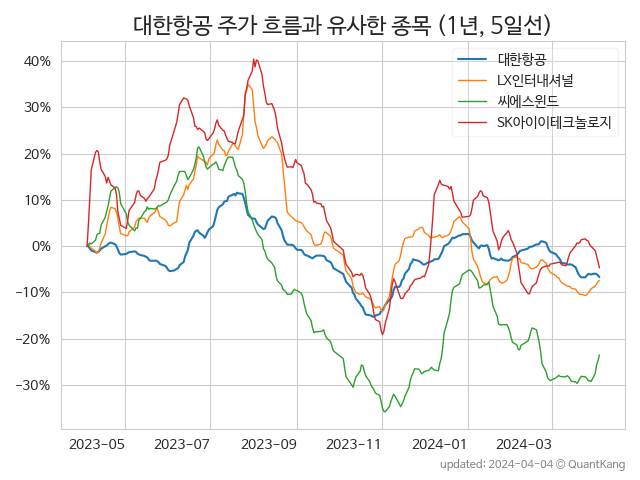 대한항공 주가 흐름과 유사한 종목 (1년, 5일선)
대한항공
LX인터내셔널
씨에스윈드
SK아이이테크놀로지
40%
30%
20%
10%
0%
−10%
−20%
−30%
2023-05 2023-07 2023-09 2023-11 2024-01 2024-03
updated: 2024-04-04 © QuantKang